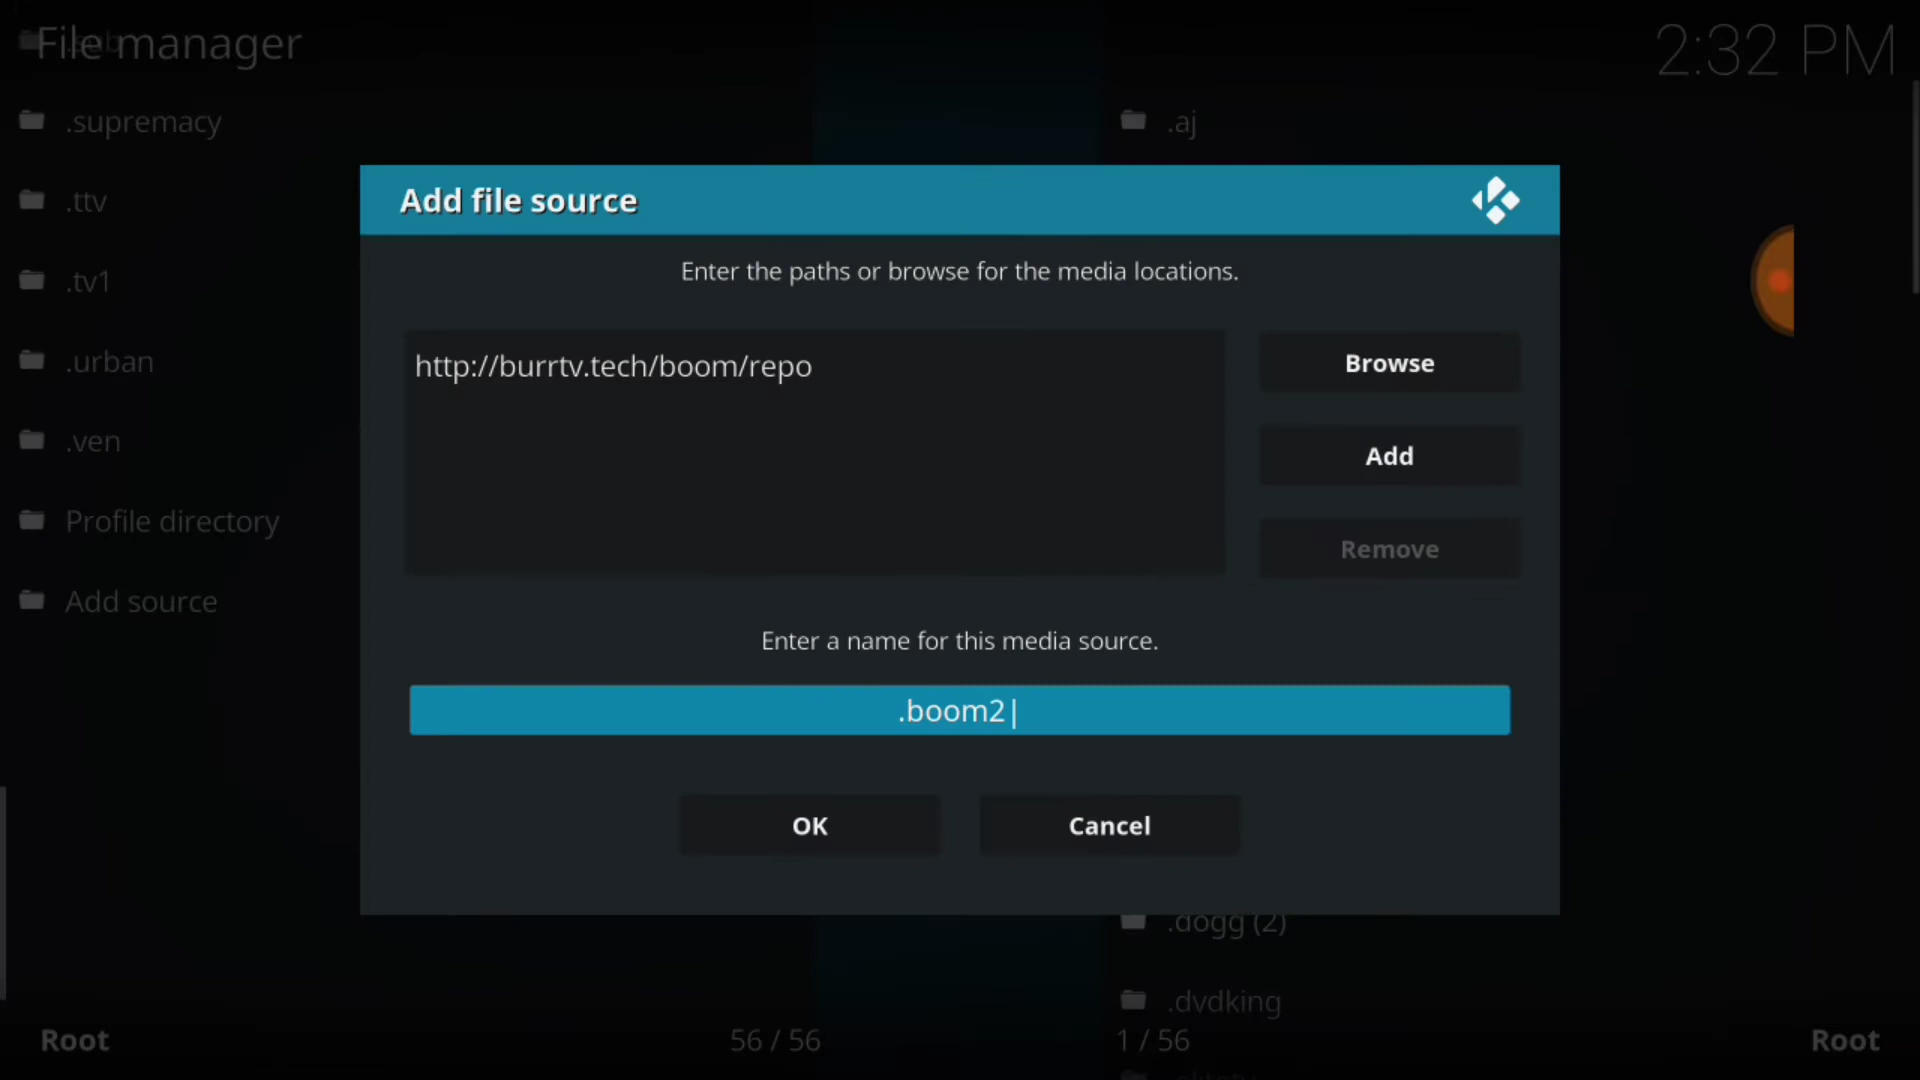 File manager
.sub
2:32 PM
.supremacy
.ttv
.tv1
.urban
.ven
Profile directory
Add source
.aj
Add file source
Enter the paths or browse for the media locations.
http://burrtv.tech/boom/repo
Browse
Add
Remove
Enter a name for this media source.
.boom2|
OK
Cancel
.dogg (2)
.dvdking
Root
56 / 56
1 / 56
Root